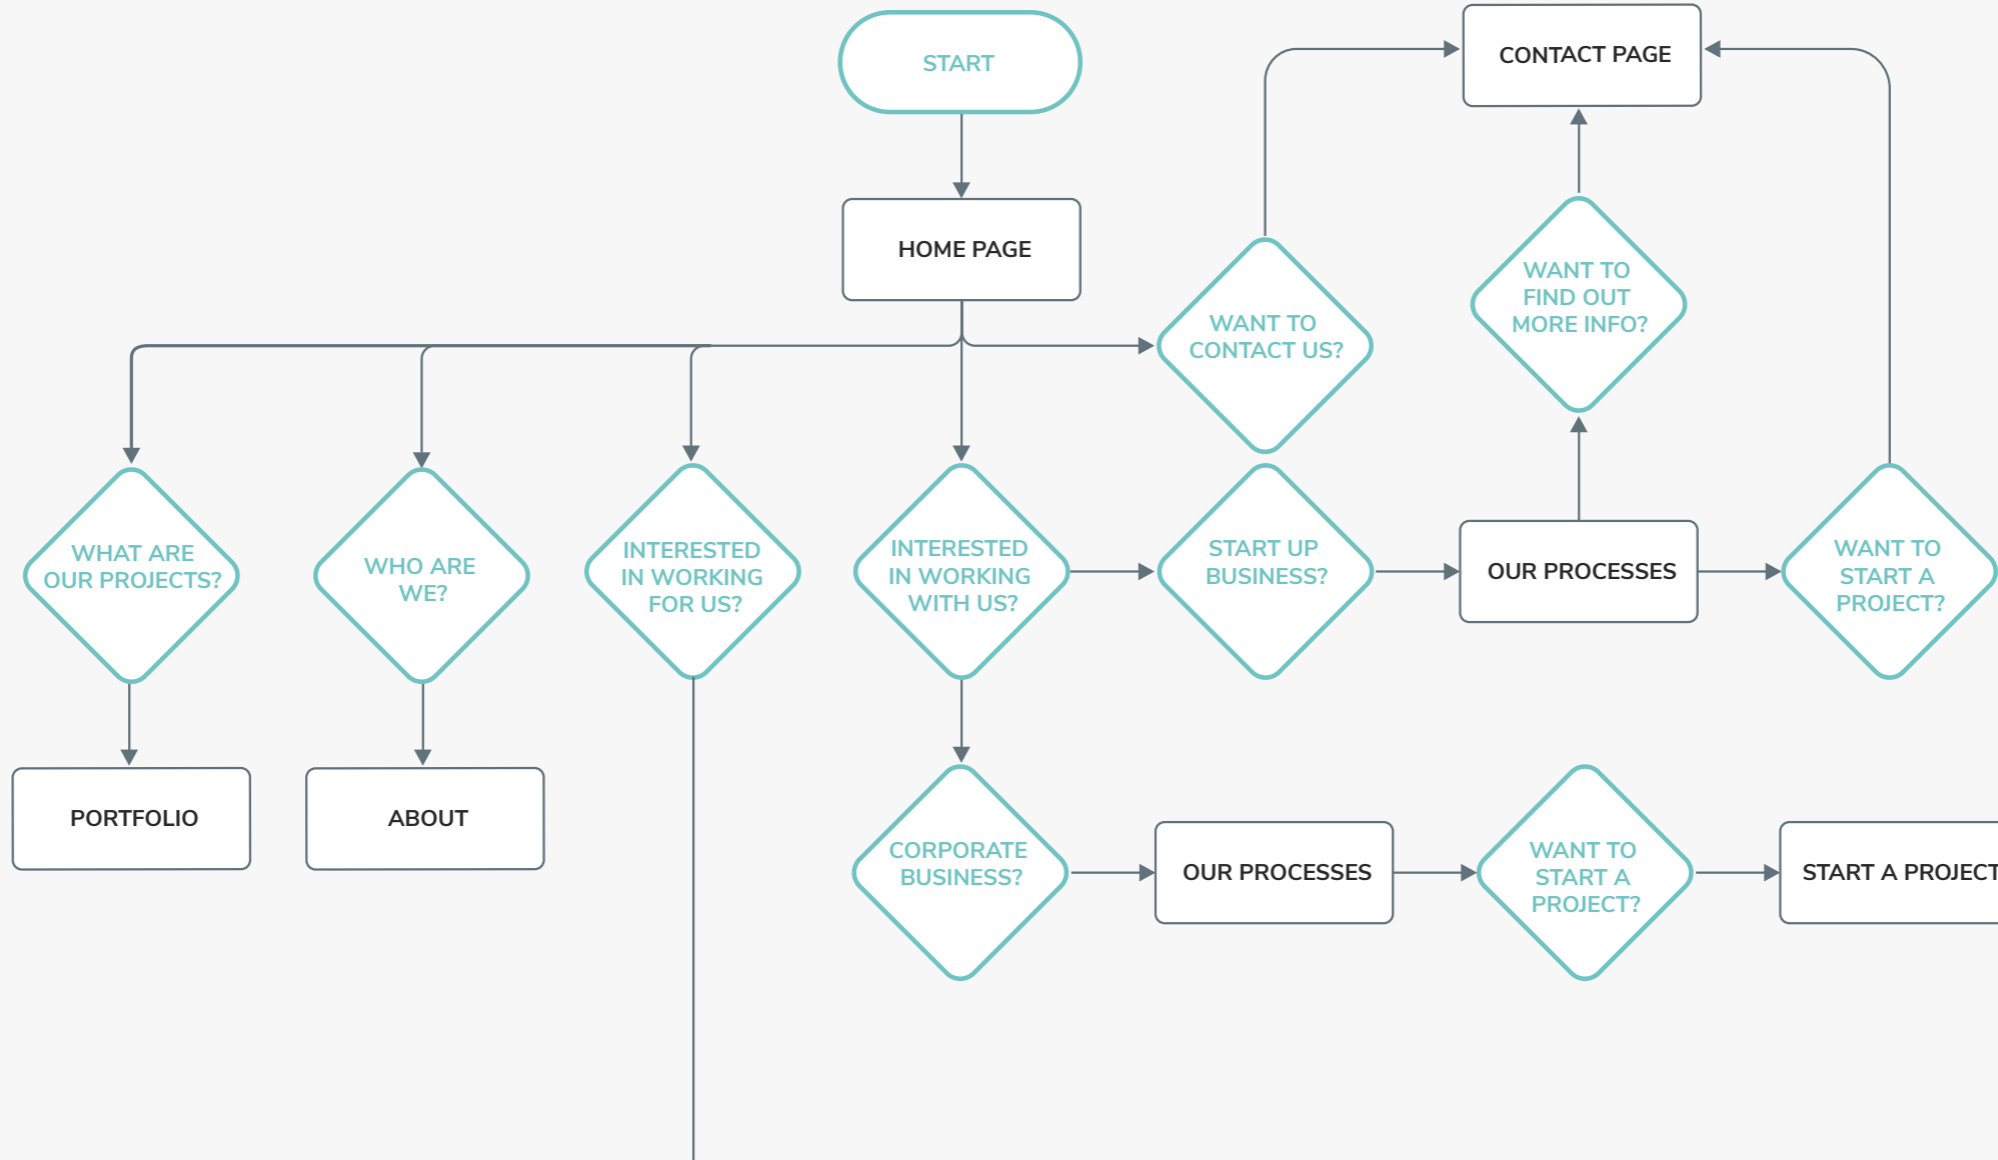 START
CONTACT PAGE
HOME PAGE
WANT TO
CONTACT US?
WANT TO
FIND OUT
MORE INFO?
WHAT ARE
OUR PROJECTS?
WHO ARE
WE?
INTERESTED
IN WORKING
FOR US?
INTERESTED
IN WORKING
WITH US?
START UP
BUSINESS?
OUR PROCESSES
WANT TO
START A
PROJECT?
PORTFOLIO
ABOUT
CORPORATE
BUSINESS?
OUR PROCESSES
WANT TO
START A
PROJECT?
START A PROJECT